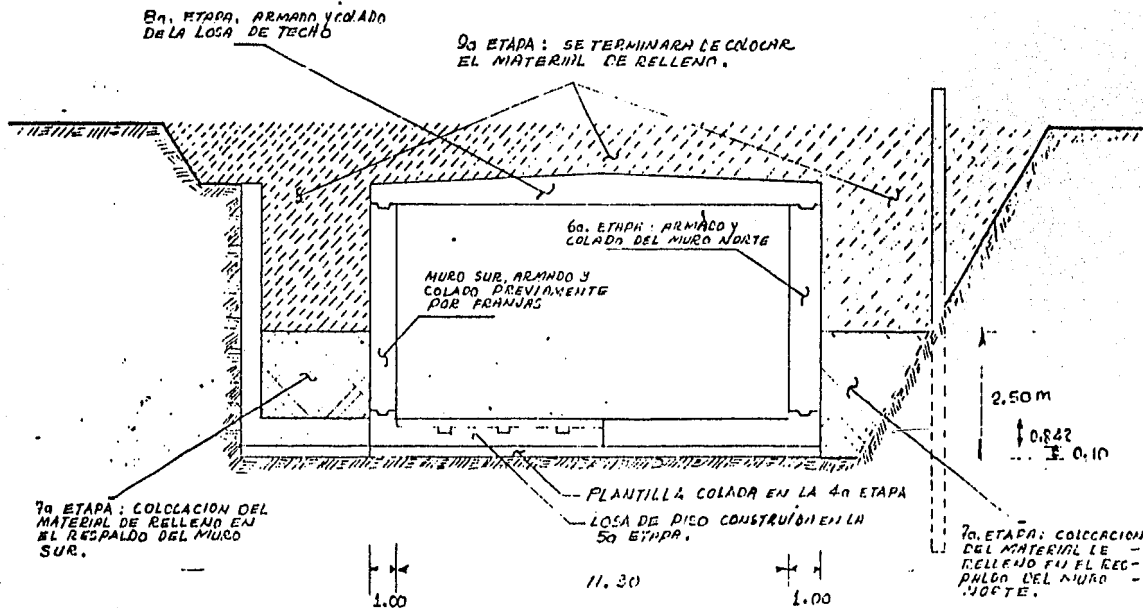 8a. ETAPA, ARMADO y COLADO
DE LA LOSA DE TECHO
9a ETAPA: SE TERMINARA DE COLOCAR
EL MATERIAL DE RELLENO.
6a. ETAPA: ARMADO y
COLADO DEL MURO NORTE
MURO SUR, ARMADO y
COLADO PREVIAMENTE
POR FRANJAS
2.50 m
0.842
0.10
PLANTILLA COLADA EN LA 4a ETAPA
LOSA DE PISO CONSTRUIDA EN LA
5a ETAPA.
7a ETAPA: COLOCACION DEL
MATERIAL DE RELLENO EN
EL RESPALDO DEL MURO
SUR.
7a. ETAPA: COLOCACION
DEL MATERIAL DE -
RELLENO EN EL RES-
PALDO DEL MURO -
NORTE.
1.00
11.20
1.00